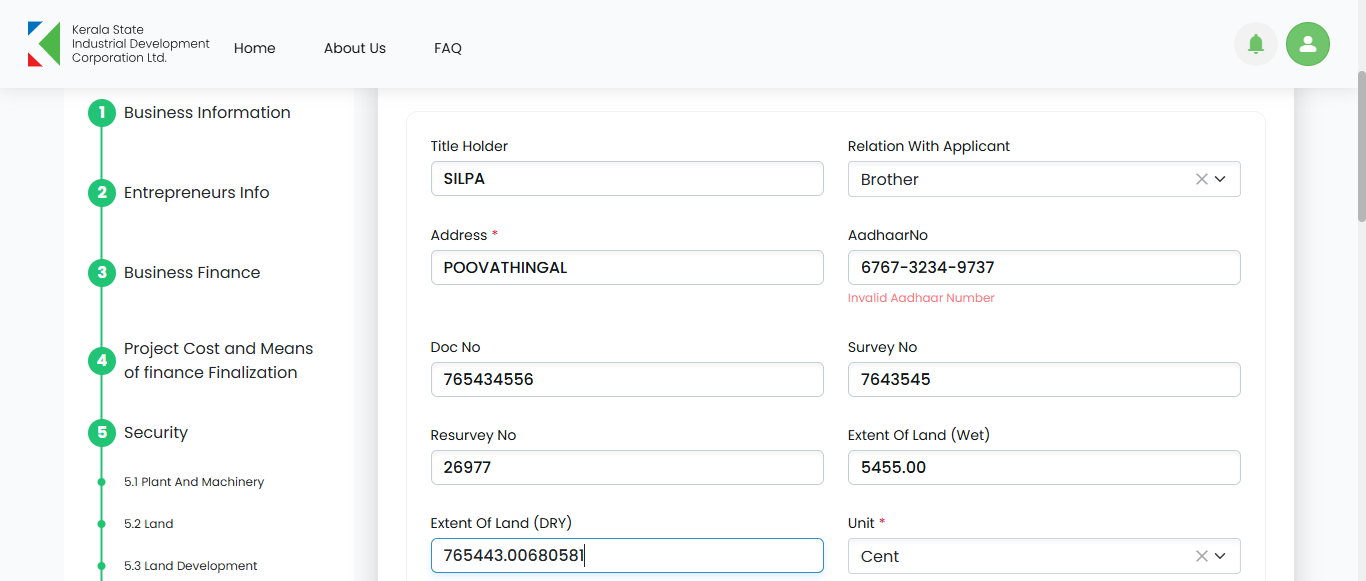 Kerala State
Industrial Development
Corporation Ltd.
Home
About Us
FAQ
1 Business Information
2 Entrepreneurs Info
3 Business Finance
4 Project Cost and Means
of finance Finalization
5 Security
5.1 Plant And Machinery
5.2 Land
5.3 Land Development
Title Holder
SILPA
Relation With Applicant
Brother
Address *
POOVATHINGAL
AadhaarNo
6767-3234-9737
Invalid Aadhaar Number
Doc No
765434556
Survey No
7643545
Resurvey No
26977
Extent Of Land (Wet)
5455.00
Extent Of Land (DRY)
765443.00680581
Unit *
Cent